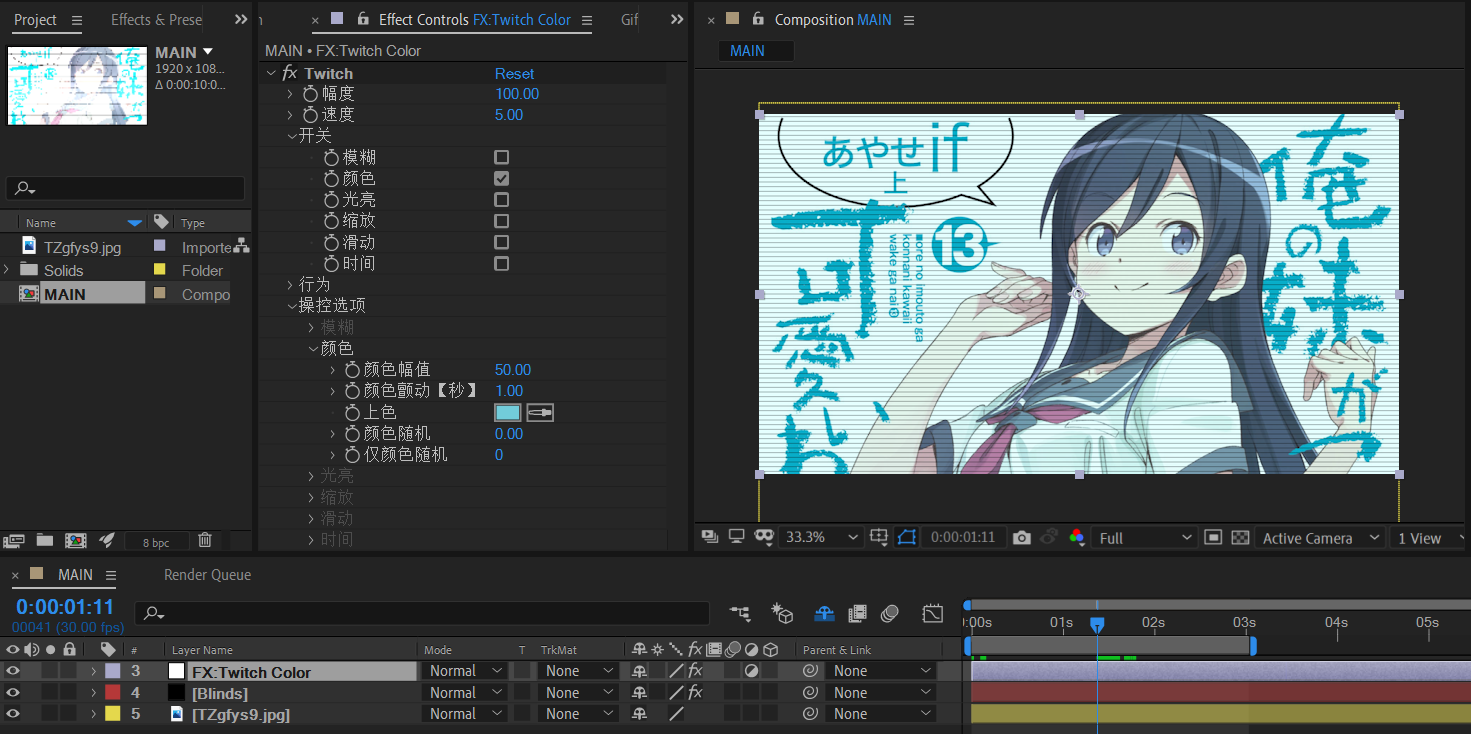 Project
Effects & Prese
Effect Controls FX:Twitch Color
Gif
Composition MAIN
MAIN
MAIN
1920 x 108...
Δ 0:00:10:0...
MAIN • FX:Twitch Color
fx Twitch
Reset
幅度
100.00
速度
5.00
开关
模糊
颜色
光亮
缩放
滑动
时间
行为
操控选项
模糊
颜色
颜色幅值
50.00
颜色颤动【秒】
1.00
上色
颜色随机
0.00
仅颜色随机
0
光亮
缩放
滑动
时间
Name
Type
TZgfys9.jpg
Importe
Solids
Folder
MAIN
Compo
8 bpc
あやせif
上
俺の妹がこ
可愛いわ
13
■ore no imouto ga
konnani kawaii
wake ga nai⑬
33.3%
0:00:01:11
Full
Active Camera
1 View
MAIN
Render Queue
0:00:01:11
00041 (30.00 fps)
:00s
01s
02s
03s
04s
05s
#
Layer Name
Mode
T
TrkMat
fx
Parent & Link
3
FX:Twitch Color
Normal
None
fx
None
4
[Blinds]
Normal
None
fx
None
5
[TZgfys9.jpg]
Normal
None
None